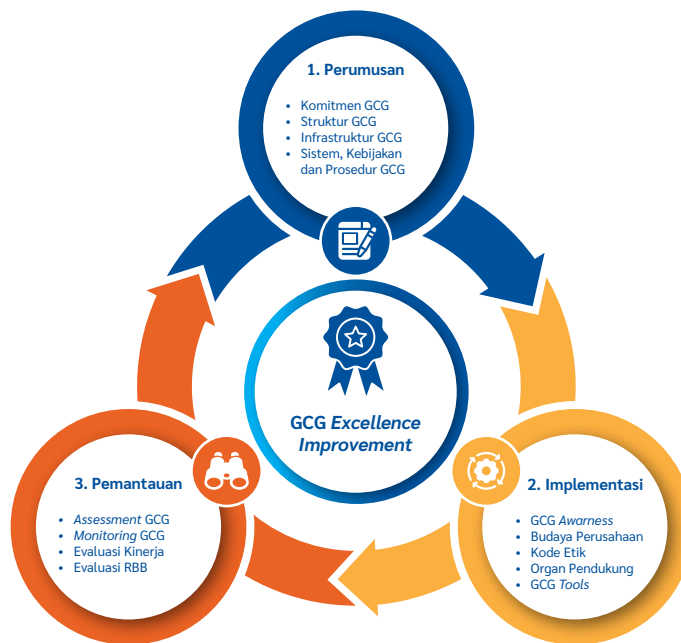 1. Perumusan
• Komitmen GCG
• Struktur GCG
• Infrastruktur GCG
• Sistem, Kebijakan
dan Prosedur GCG
GCG Excellence
Improvement
2. Implementasi
• GCG Awarness
• Budaya Perusahaan
• Kode Etik
• Organ Pendukung
• GCG Tools
3. Pemantauan
• Assessment GCG
• Monitoring GCG
• Evaluasi Kinerja
• Evaluasi RBB